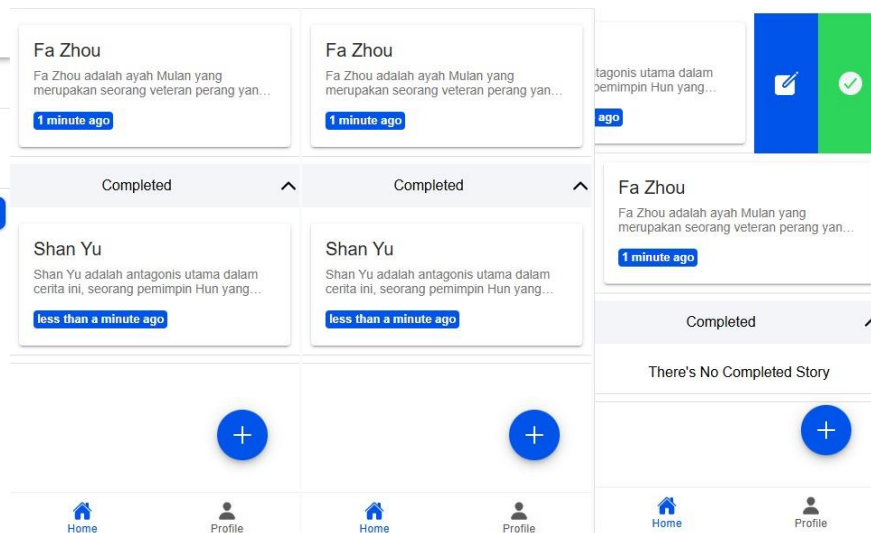 Fa Zhou
Fa Zhou adalah ayah Mulan yang
merupakan seorang veteran perang yan...
1 minute ago
Completed
Shan Yu
Shan Yu adalah antagonis utama dalam
cerita ini, seorang pemimpin Hun yang...
less than a minute ago
Home
Profile
Fa Zhou
Fa Zhou adalah ayah Mulan yang
merupakan seorang veteran perang yan...
1 minute ago
Completed
Shan Yu
Shan Yu adalah antagonis utama dalam
cerita ini, seorang pemimpin Hun yang...
less than a minute ago
Home
Profile
tagonis utama dalam
pemimpin Hun yang...
ago
Fa Zhou
Fa Zhou adalah ayah Mulan yang
merupakan seorang veteran perang yan...
1 minute ago
Completed
There's No Completed Story
Home
Profile